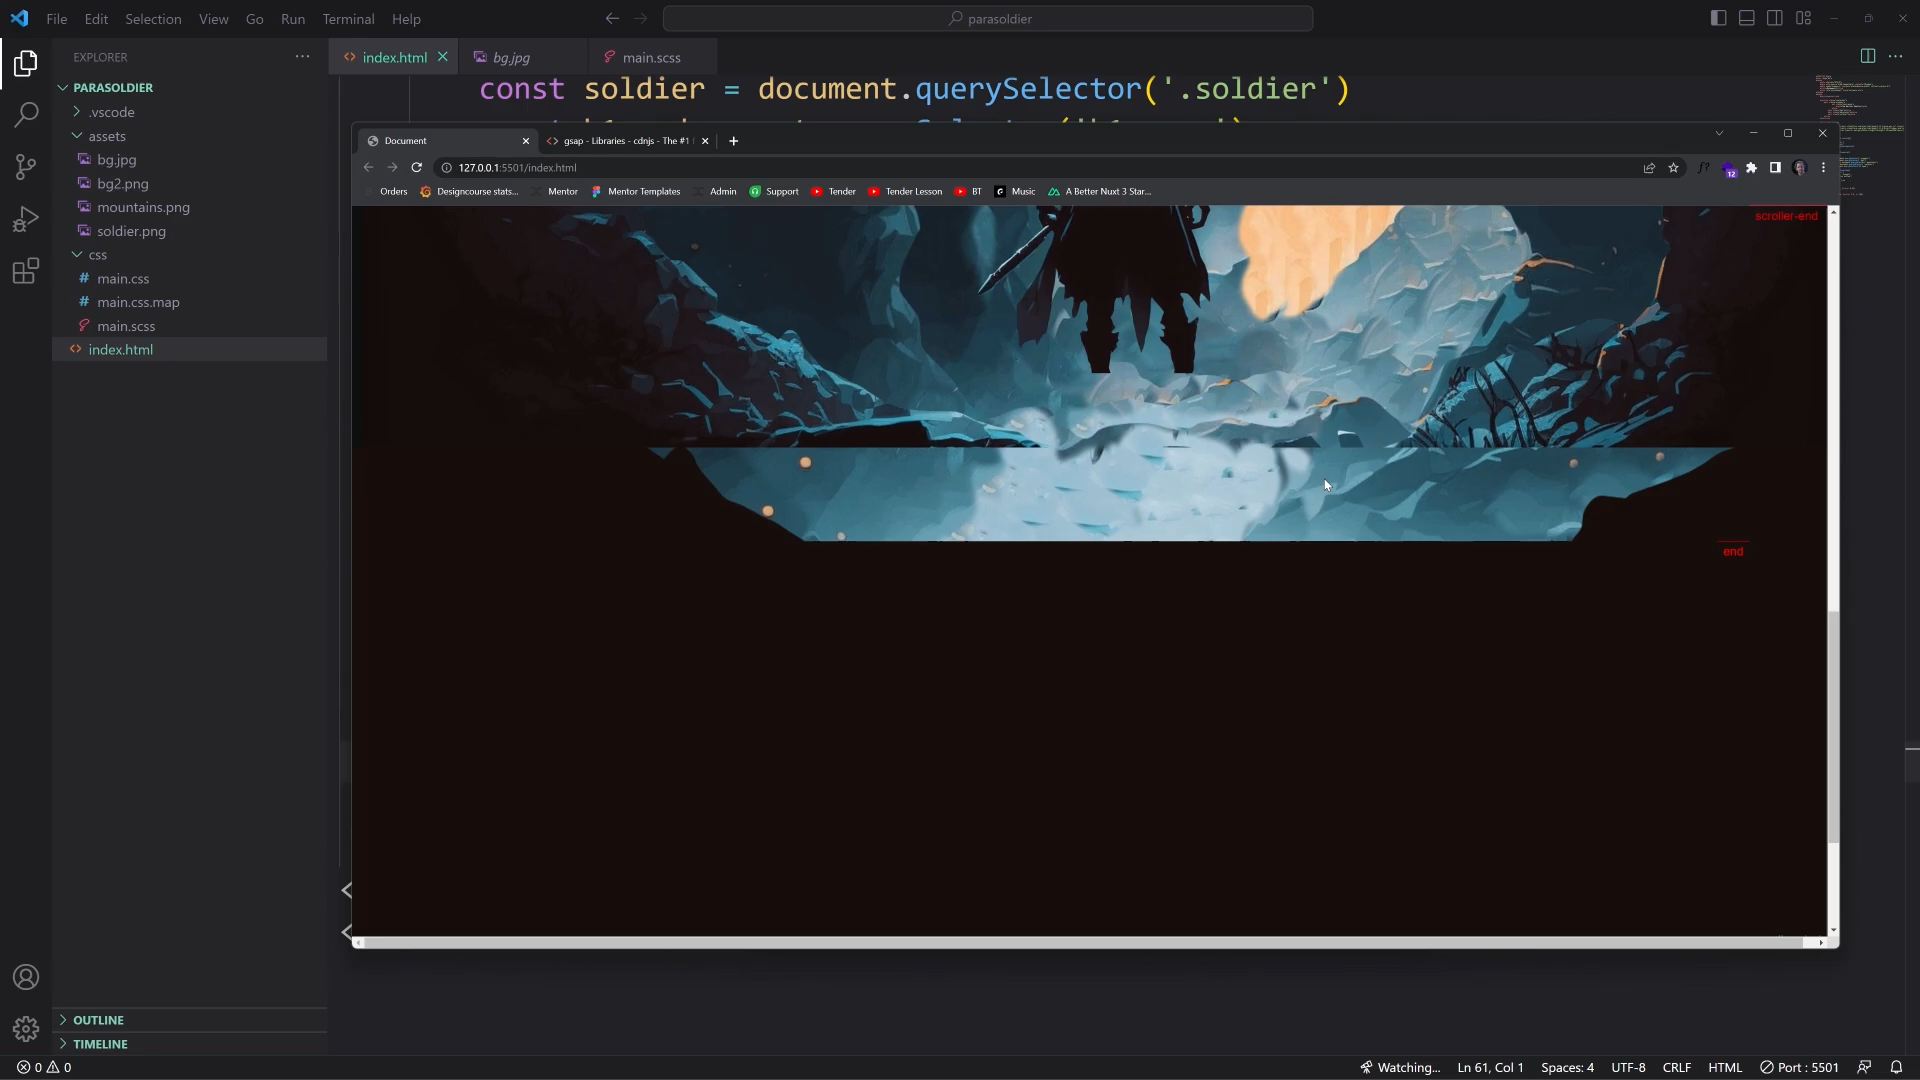 File Edit Selection View Go Run Terminal Help
parasoldier
EXPLORER
index.html
bg.jpg
main.scss
PARASOLDIER
.vscode
assets
bg.jpg
bg2.png
mountains.png
soldier.png
css
main.css
main.css.map
main.scss
index.html
const soldier = document.querySelector('.soldier')
Document
gsap - Libraries - cdnjs - The #1
127.0.0.1:5501/index.html
12
Orders Designcourse stats... Mentor Mentor Templates Admin Support Tender Tender Lesson BT Music A Better Nuxt 3 Star...
scroller-end
end
OUTLINE
TIMELINE
0 0
Watching... Ln 61, Col 1 Spaces: 4 UTF-8 CRLF HTML Port : 5501